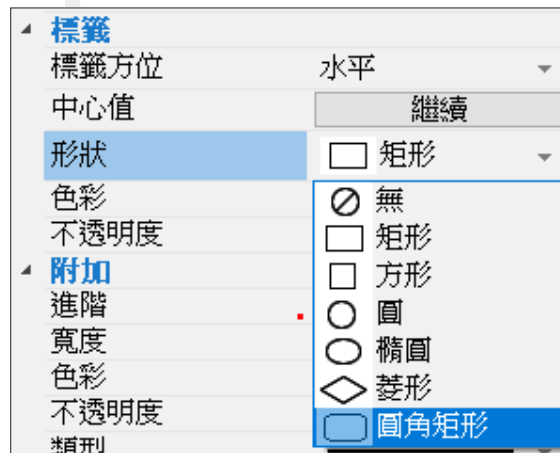 標籤
標籤方位 水平
中心值 繼續
形狀 矩形
色彩
不透明度
附加
進階
寬度
色彩
不透明度
類型
無
矩形
方形
圓
橢圓
菱形
圓角矩形